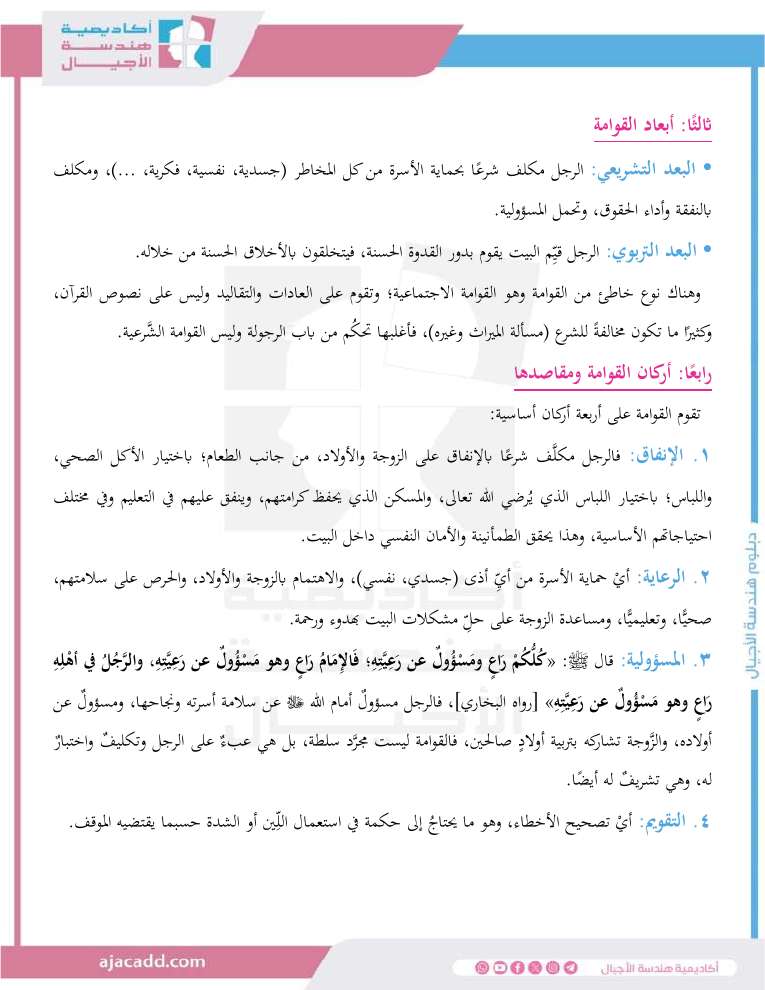 أكاديمية
هندسة
الأجيال
ثالثًا: أبعاد القوامة
• البعد التشريعي: الرجل مكلف شرعًا بحماية الأسرة من كل المخاطر (جسدية، نفسية، فكرية، ...)، ومكلف
بالنفقة وأداء الحقوق، وتحمل المسؤولية.
• البعد التربوي: الرجل قيّم البيت يقوم بدور القدوة الحسنة، فيتخلقون بالأخلاق الحسنة من خلاله.
وهناك نوع خاطئ من القوامة وهو القوامة الاجتماعية؛ وتقوم على العادات والتقاليد وليس على نصوص القرآن،
وكثيرًا ما تكون مخالفةً للشرع (مسألة الميراث وغيره)، فأغلبها تحكُم من باب الرجولة وليس القوامة الشَّرعية.
رابعًا: أركان القوامة ومقاصدها
تقوم القوامة على أربعة أركان أساسية:
١. الإنفاق: فالرجل مكلَّف شرعًا بالإنفاق على الزوجة والأولاد، من جانب الطعام؛ باختيار الأكل الصحي،
واللباس؛ باختيار اللباس الذي يُرضي الله تعالى، والمسكن الذي يحفظ كرامتهم، وينفق عليهم في التعليم وفي مختلف
احتياجاتهم الأساسية، وهذا يحقق الطمأنينة والأمان النفسي داخل البيت.
٢. الرعاية: أيْ حماية الأسرة من أيِّ أذى (جسدي، نفسي)، والاهتمام بالزوجة والأولاد، والحرص على سلامتهم،
صحيًّا، وتعليميًّا، ومساعدة الزوجة على حلِّ مشكلات البيت بهدوء ورحمة.
٣. المسؤولية: قال ﷺ: «كُلُّكُمْ رَاعٍ ومَسْؤُولٌ عن رَعِيَّتِهِ؛ فَالإِمَامُ رَاعٍ وهو مَسْؤُولٌ عن رَعِيَّتِهِ، والرَّجُلُ في أهْلِهِ
رَاعٍ وهو مَسْؤُولٌ عن رَعِيَّتِهِ» [رواه البخاري]، فالرجل مسؤولٌ أمام الله ﷻ عن سلامة أسرته ونجاحها، ومسؤولٌ عن
أولاده، والزَّوجة تشاركه بتربية أولادٍ صالحين، فالقوامة ليست مجرَّد سلطة، بل هي عبءٌ على الرجل وتكليفٌ واختبارٌ
له، وهي تشريفٌ له أيضًا.
٤. التقويم: أيْ تصحيح الأخطاء، وهو ما يحتاجُ إلى حكمة في استعمال اللّين أو الشدة حسبما يقتضيه الموقف.
دبلوم هندسة الأجيال
أكاديمية
هندسة
الأجيال
ajacadd.com
أكاديمية هندسة الأجيال